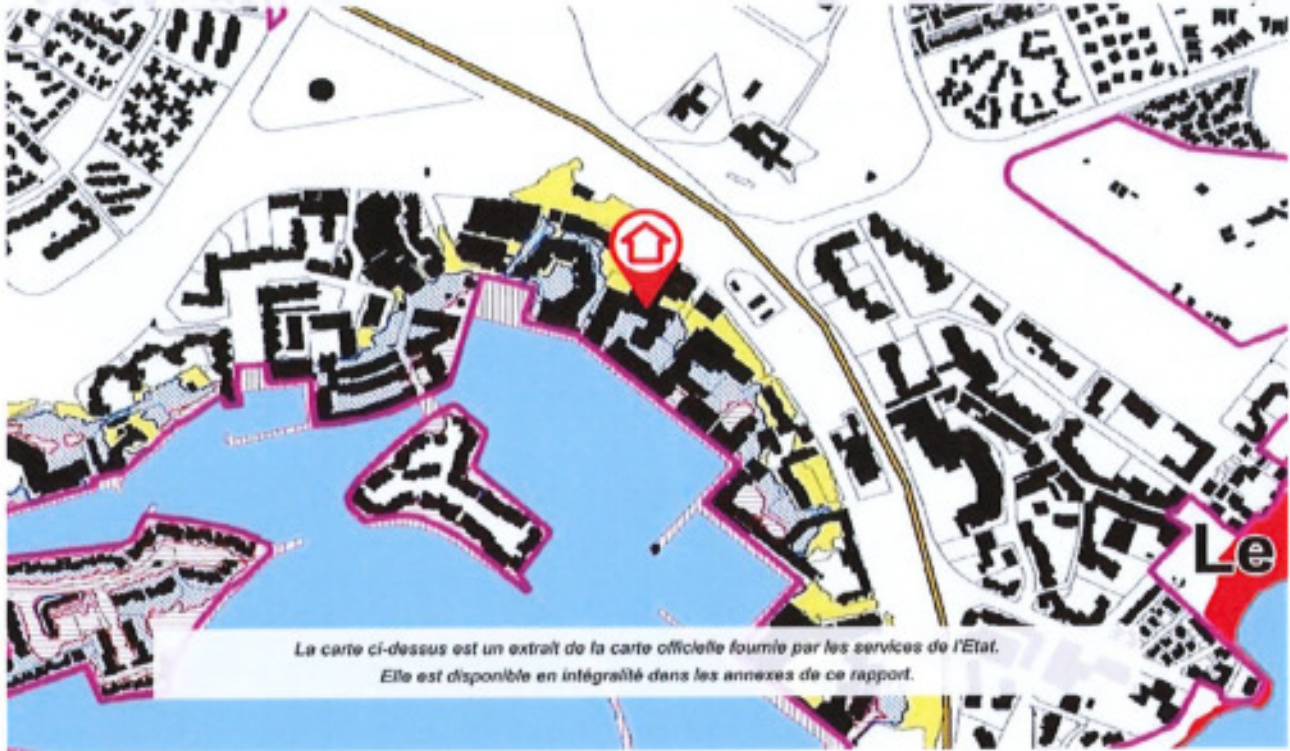 Le
La carte ci-dessus est un extrait de la carte officielle fournie par les services de l'Etat.
Elle est disponible en intégralité dans les annexes de ce rapport.